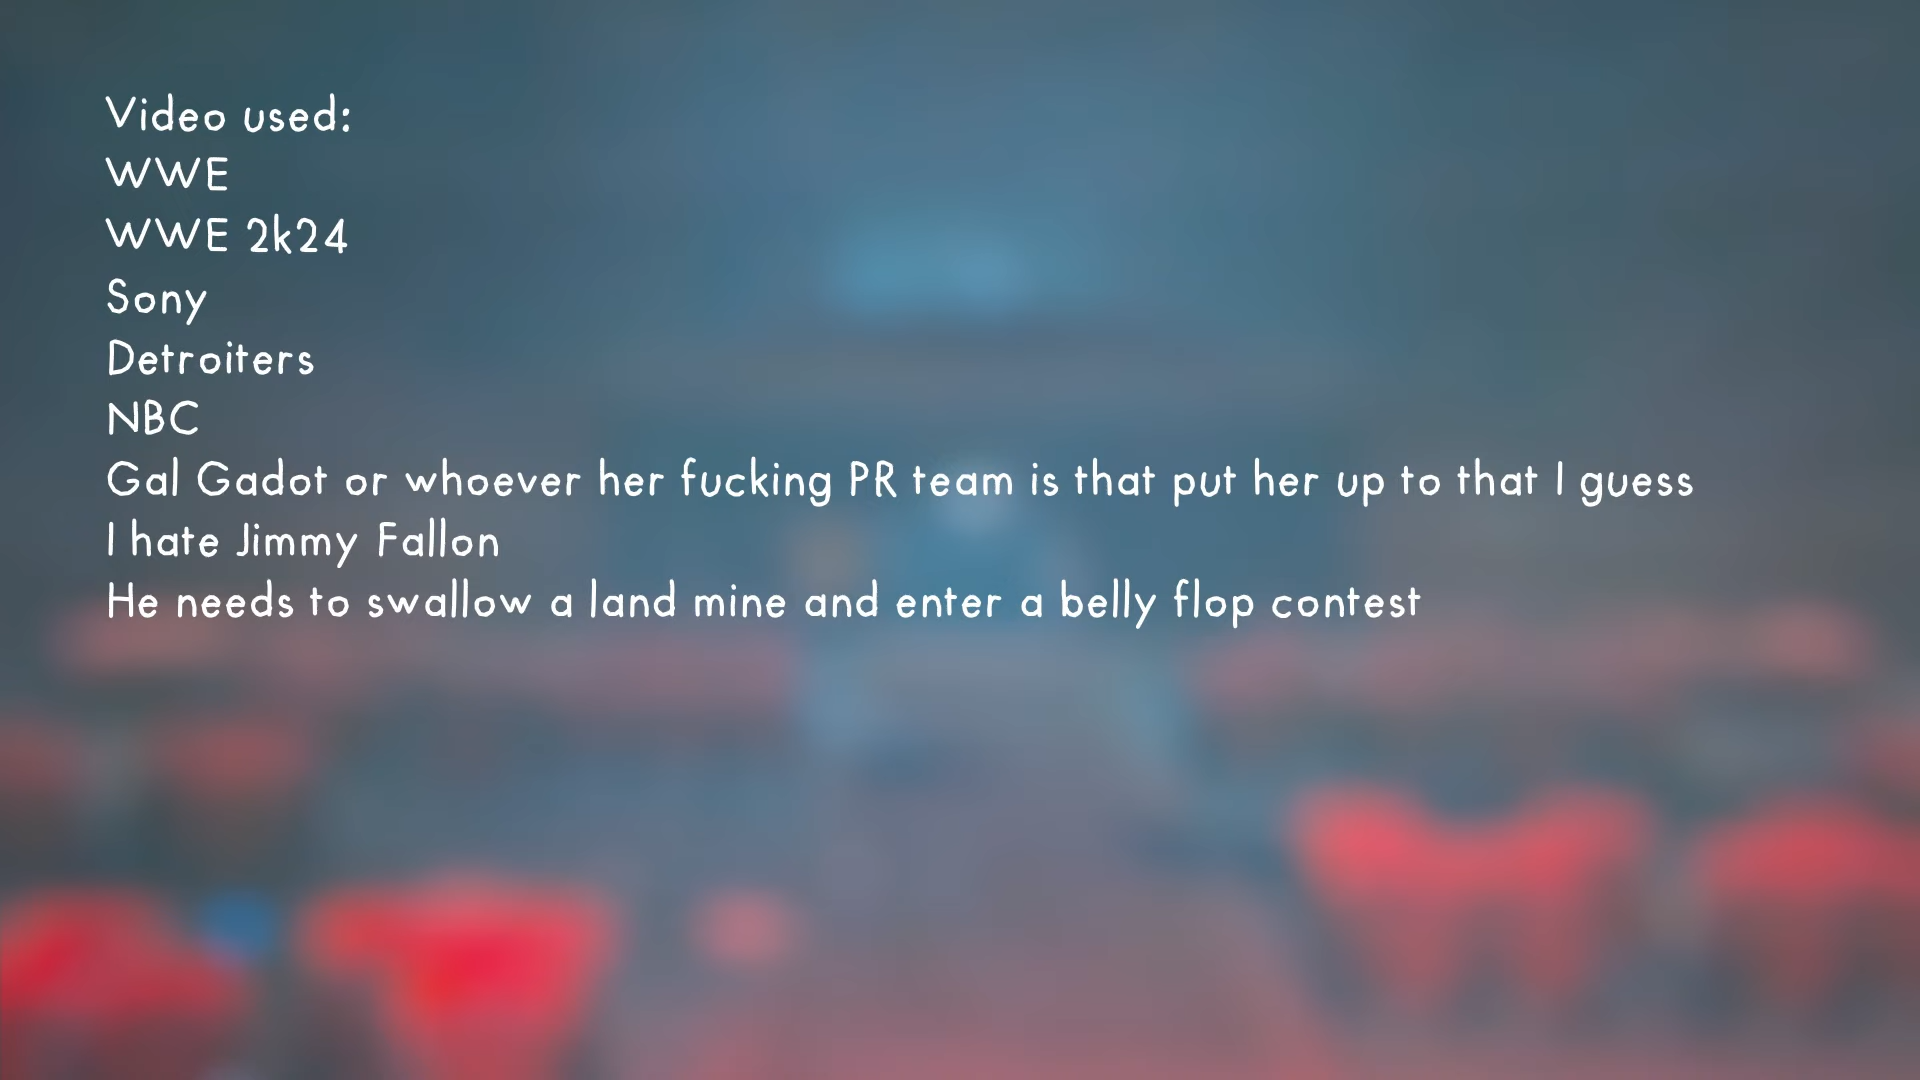 Video used:
WWE
WWE 2k24
Sony
Detroiters
NBC
Gal Gadot or whoever her fucking PR team is that put her up to that I guess
I hate Jimmy Fallon
He needs to swallow a land mine and enter a belly flop contest